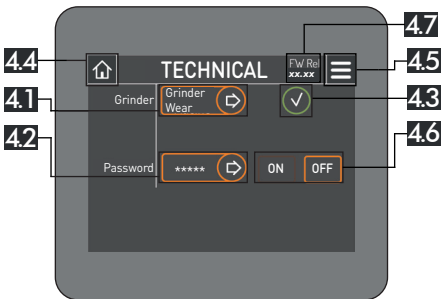 4.7
4.4
TECHNICAL
FW Rel
xx.xx
4.5
4.1
Grinder
Grinder
Wear
4.3
4.2
Password
*****
ON
OFF
4.6